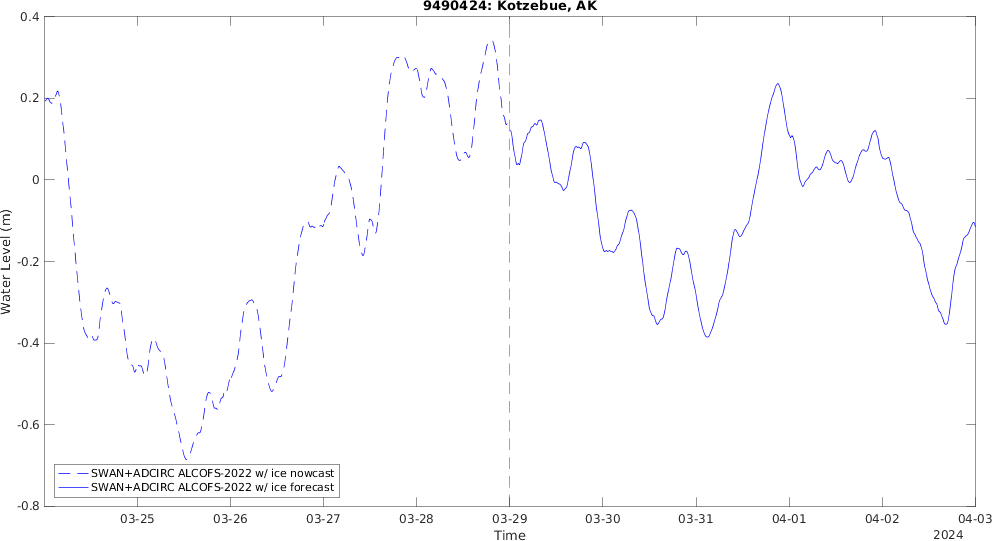 9490424: Kotzebue, AK
0.4
0.2
0
-0.2
-0.4
-0.6
-0.8
Water Level (m)
SWAN+ADCIRC ALCOFS-2022 w/ ice nowcast
SWAN+ADCIRC ALCOFS-2022 w/ ice forecast
03-25 03-26 03-27 03-28 03-29 03-30 03-31 04-01 04-02 04-03
Time
2024